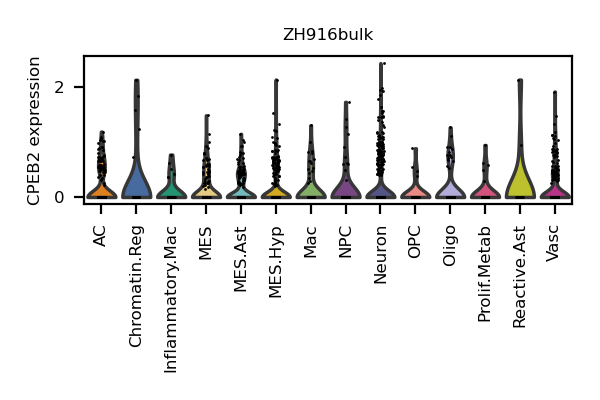 ZH916bulk
CPEB2 expression
2
0
AC
Chromatin.Reg
Inflammatory.Mac
MES
MES.Ast
MES.Hyp
Mac
NPC
Neuron
OPC
Oligo
Prolif.Metab
Reactive.Ast
Vasc